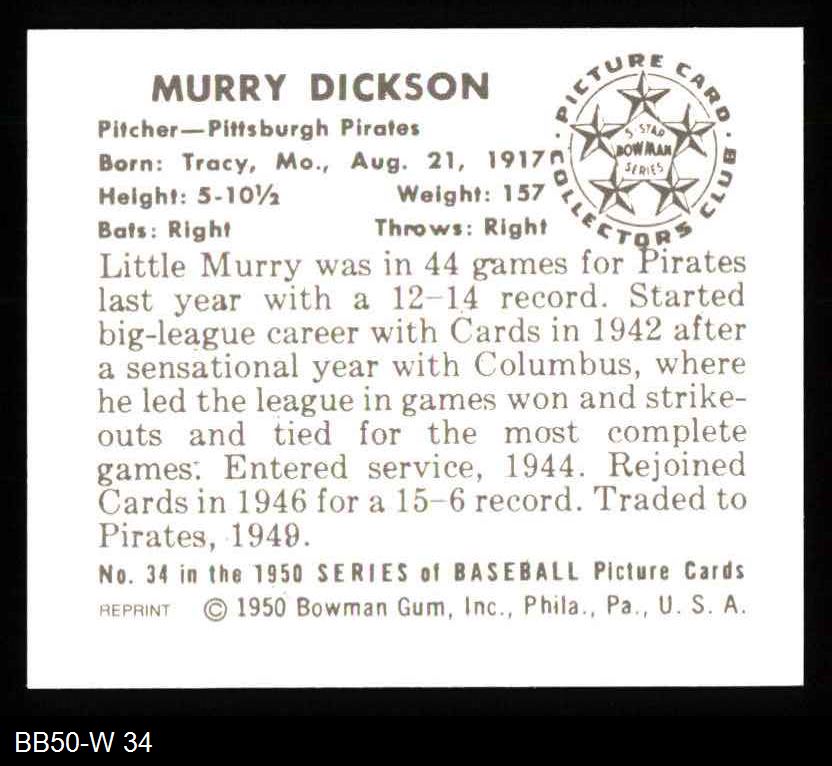 MURRY DICKSON
Pitcher—Pittsburgh Pirates
Born: Tracy, Mo., Aug. 21, 1917
Height: 5-10½ Weight: 157
Bats: Right Throws: Right
PICTURE CARD
COLLECTORS CLUB
5-STAR
BOWMAN
SERIES
Little Murry was in 44 games for Pirates
last year with a 12-14 record. Started
big-league career with Cards in 1942 after
a sensational year with Columbus, where
he led the league in games won and strike-
outs and tied for the most complete
games. Entered service, 1944. Rejoined
Cards in 1946 for a 15-6 record. Traded to
Pirates, 1949.
No. 34 in the 1950 SERIES of BASEBALL Picture Cards
REPRINT © 1950 Bowman Gum, Inc., Phila., Pa., U. S. A.
BB50-W 34